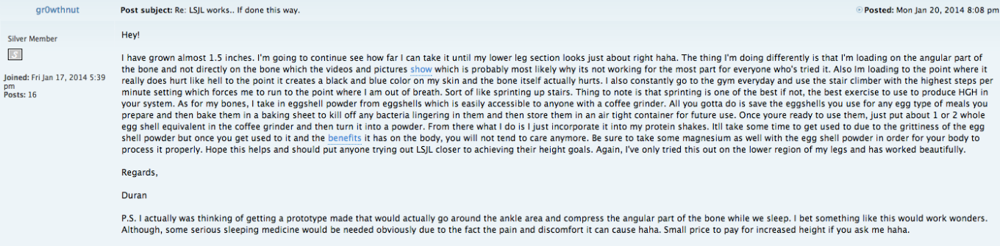 gr0wthnut
Post subject: Re: LSJL works.. If done this way.
Posted: Mon Jan 20, 2014 8:08 pm
Silver Member
S
Joined: Fri Jan 17, 2014 5:39
pm
Posts: 16
Hey!
I have grown almost 1.5 inches. I'm going to continue see how far I can take it until my lower leg section looks just about right haha. The thing I'm doing differently is that I'm loading on the angular part of
the bone and not directly on the bone which the videos and pictures show which is probably most likely why its not working for the most part for everyone who's tried it. Also Im loading to the point where it
really does hurt like hell to the point it creates a black and blue color on my skin and the bone itself actually hurts. I also constantly go to the gym everyday and use the stair climber with the highest steps per
minute setting which forces me to run to the point where I am out of breath. Sort of like sprinting up stairs. Thing to note is that sprinting is one of the best if not, the best exercise to use to produce HGH in
your system. As for my bones, I take in eggshell powder from eggshells which is easily accessible to anyone with a coffee grinder. All you gotta do is save the eggshells you use for any egg type of meals you
prepare and then bake them in a baking sheet to kill off any bacteria lingering in them and then store them in an air tight container for future use. Once youre ready to use them, just put about 1 or 2 whole
egg shell equivalent in the coffee grinder and then turn it into a powder. From there what I do is I just incorporate it into my protein shakes. Itll take some time to get used to due to the grittiness of the egg
shell powder but once you get used to it and the benefits it has on the body, you will not tend to care anymore. Be sure to take some magnesium as well with the egg shell powder in order for your body to
process it properly. Hope this helps and should put anyone trying out LSJL closer to achieving their height goals. Again, I've only tried this out on the lower region of my legs and has worked beautifully.
Regards,
Duran
P.S. I actually was thinking of getting a prototype made that would actually go around the ankle area and compress the angular part of the bone while we sleep. I bet something like this would work wonders.
Although, some serious sleeping medicine would be needed obviously due to the fact the pain and discomfort it can cause haha. Small price to pay for increased height if you ask me haha.